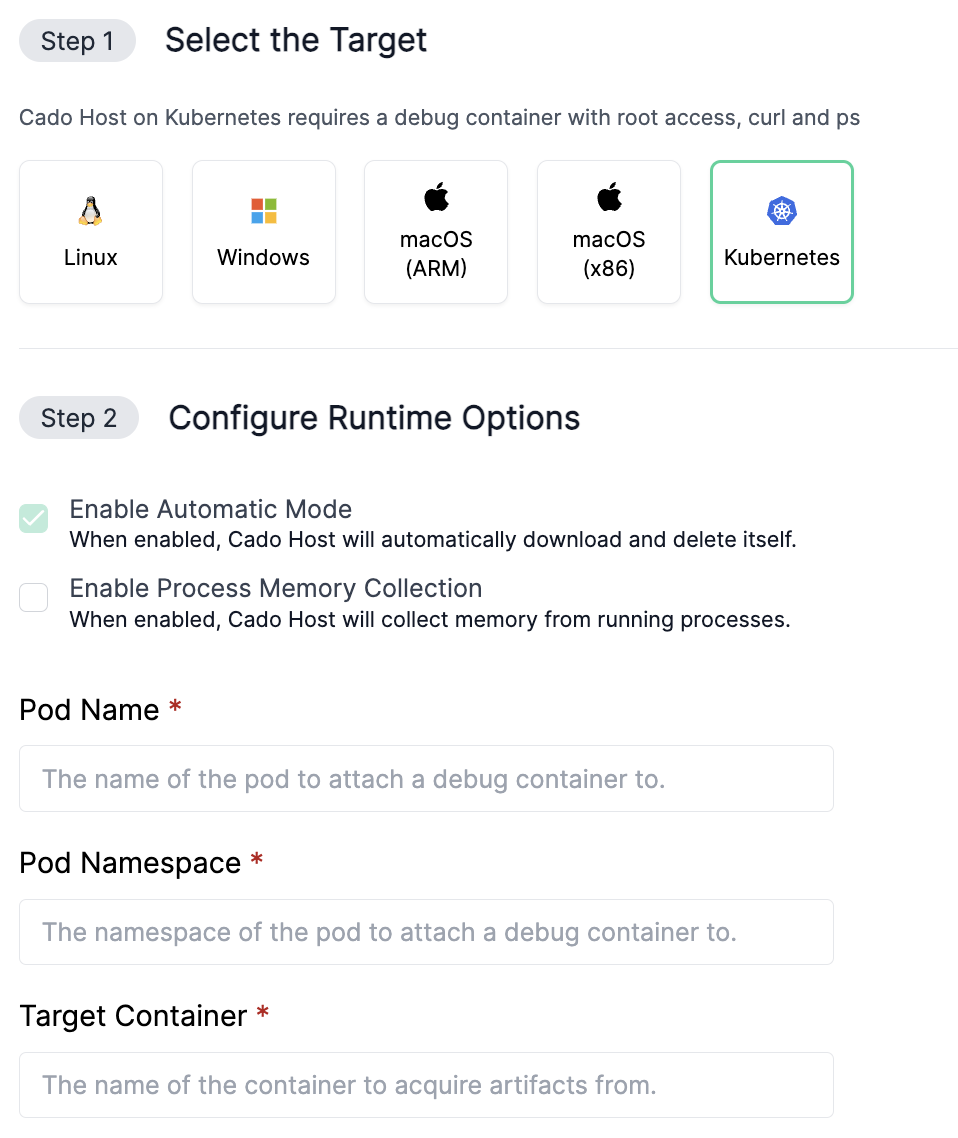 Step 1 Select the Target
Cado Host on Kubernetes requires a debug container with root access, curl and ps
Linux
Windows
macOS
(ARM)
macOS
(x86)
Kubernetes
Step 2 Configure Runtime Options
Enable Automatic Mode
When enabled, Cado Host will automatically download and delete itself.
Enable Process Memory Collection
When enabled, Cado Host will collect memory from running processes.
Pod Name *
The name of the pod to attach a debug container to.
Pod Namespace *
The namespace of the pod to attach a debug container to.
Target Container *
The name of the container to acquire artifacts from.